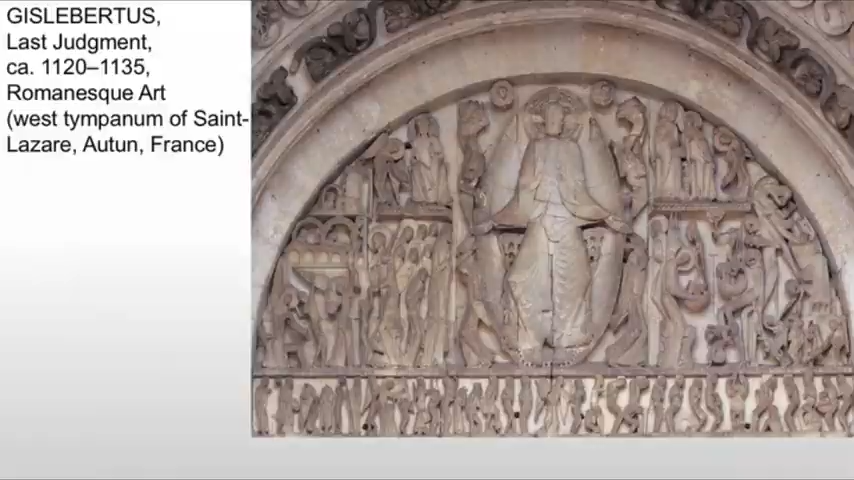 GISLEBERTUS,
Last Judgment,
ca. 1120–1135,
Romanesque Art
(west tympanum of Saint-
Lazare, Autun, France)